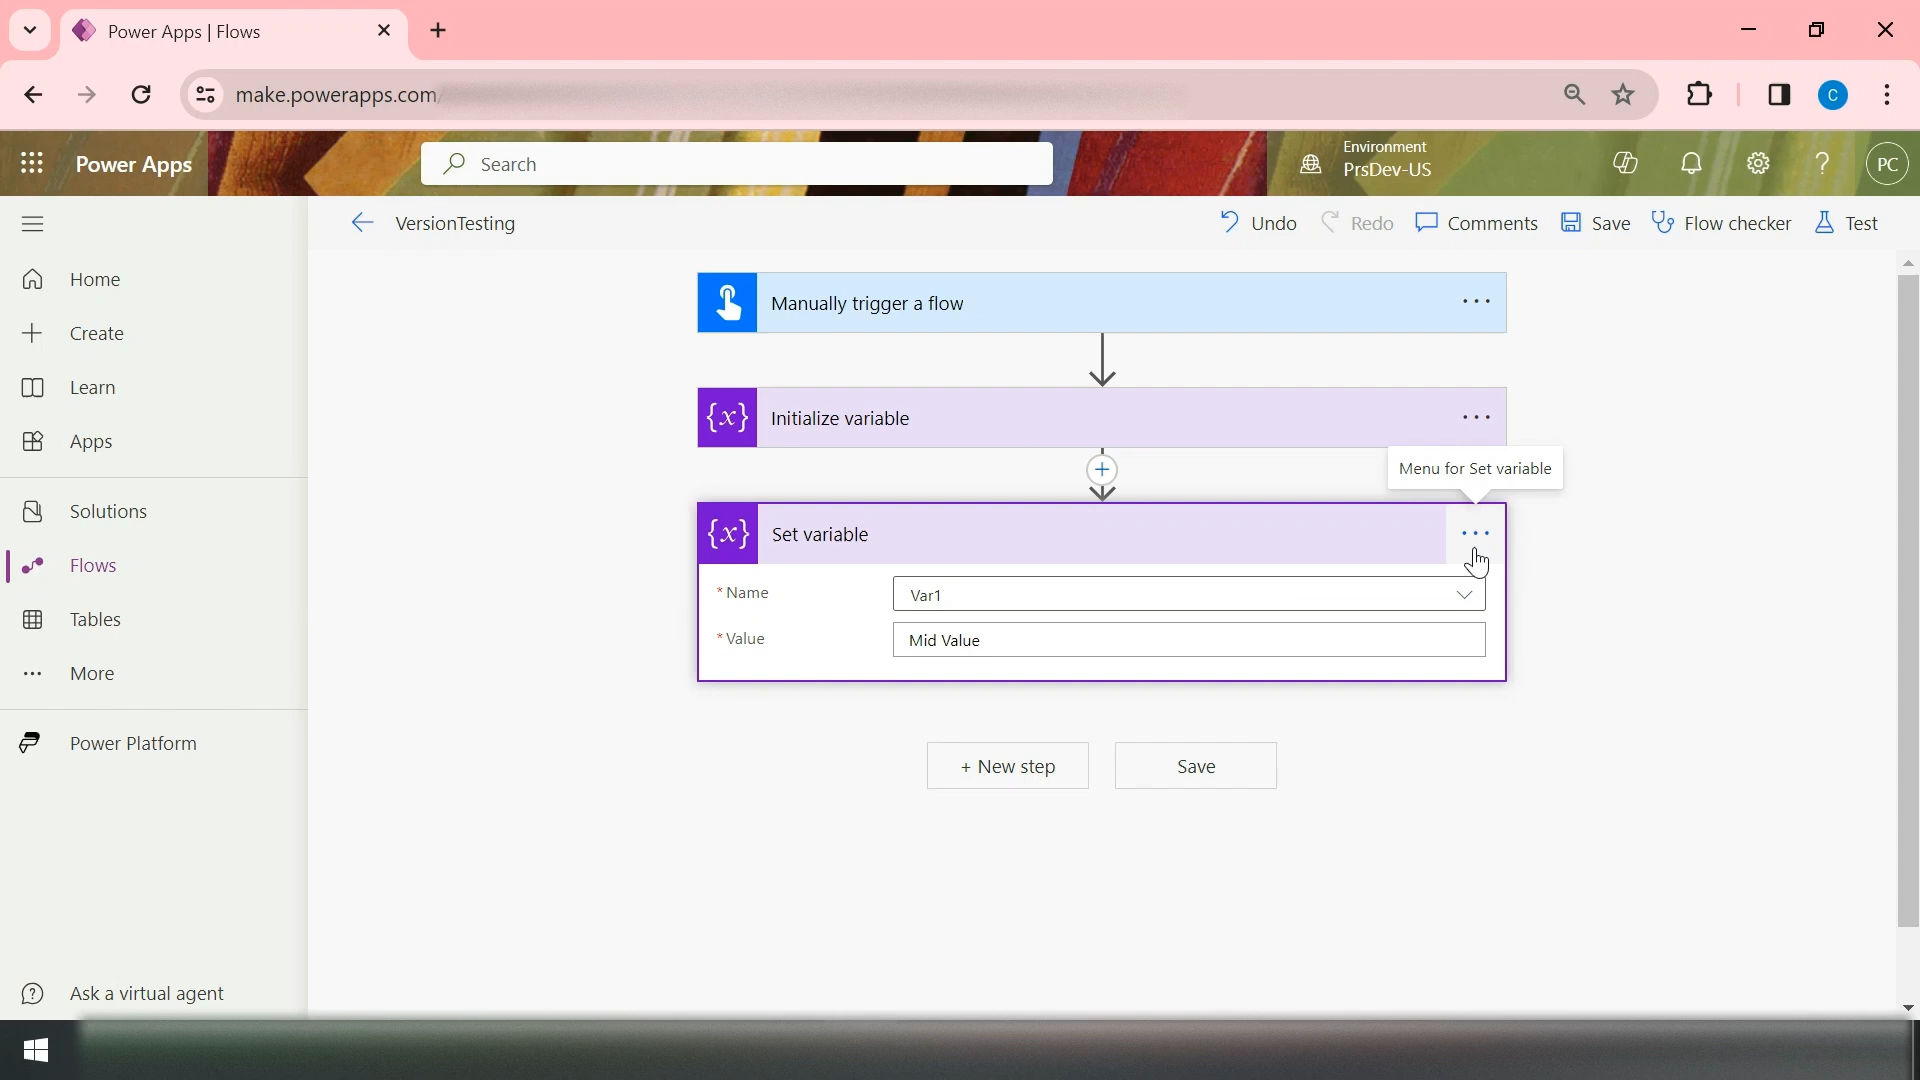 Power Apps | Flows
make.powerapps.com/
C
Power Apps
Search
Environment
PrsDev-US
PC
VersionTesting
Undo
Redo
Comments
Save
Flow checker
Test
Home
Create
Learn
Apps
Solutions
Flows
Tables
More
Power Platform
Ask a virtual agent
Manually trigger a flow
{x} Initialize variable
Menu for Set variable
{x} Set variable
* Name
Var1
* Value
Mid Value
+ New step
Save